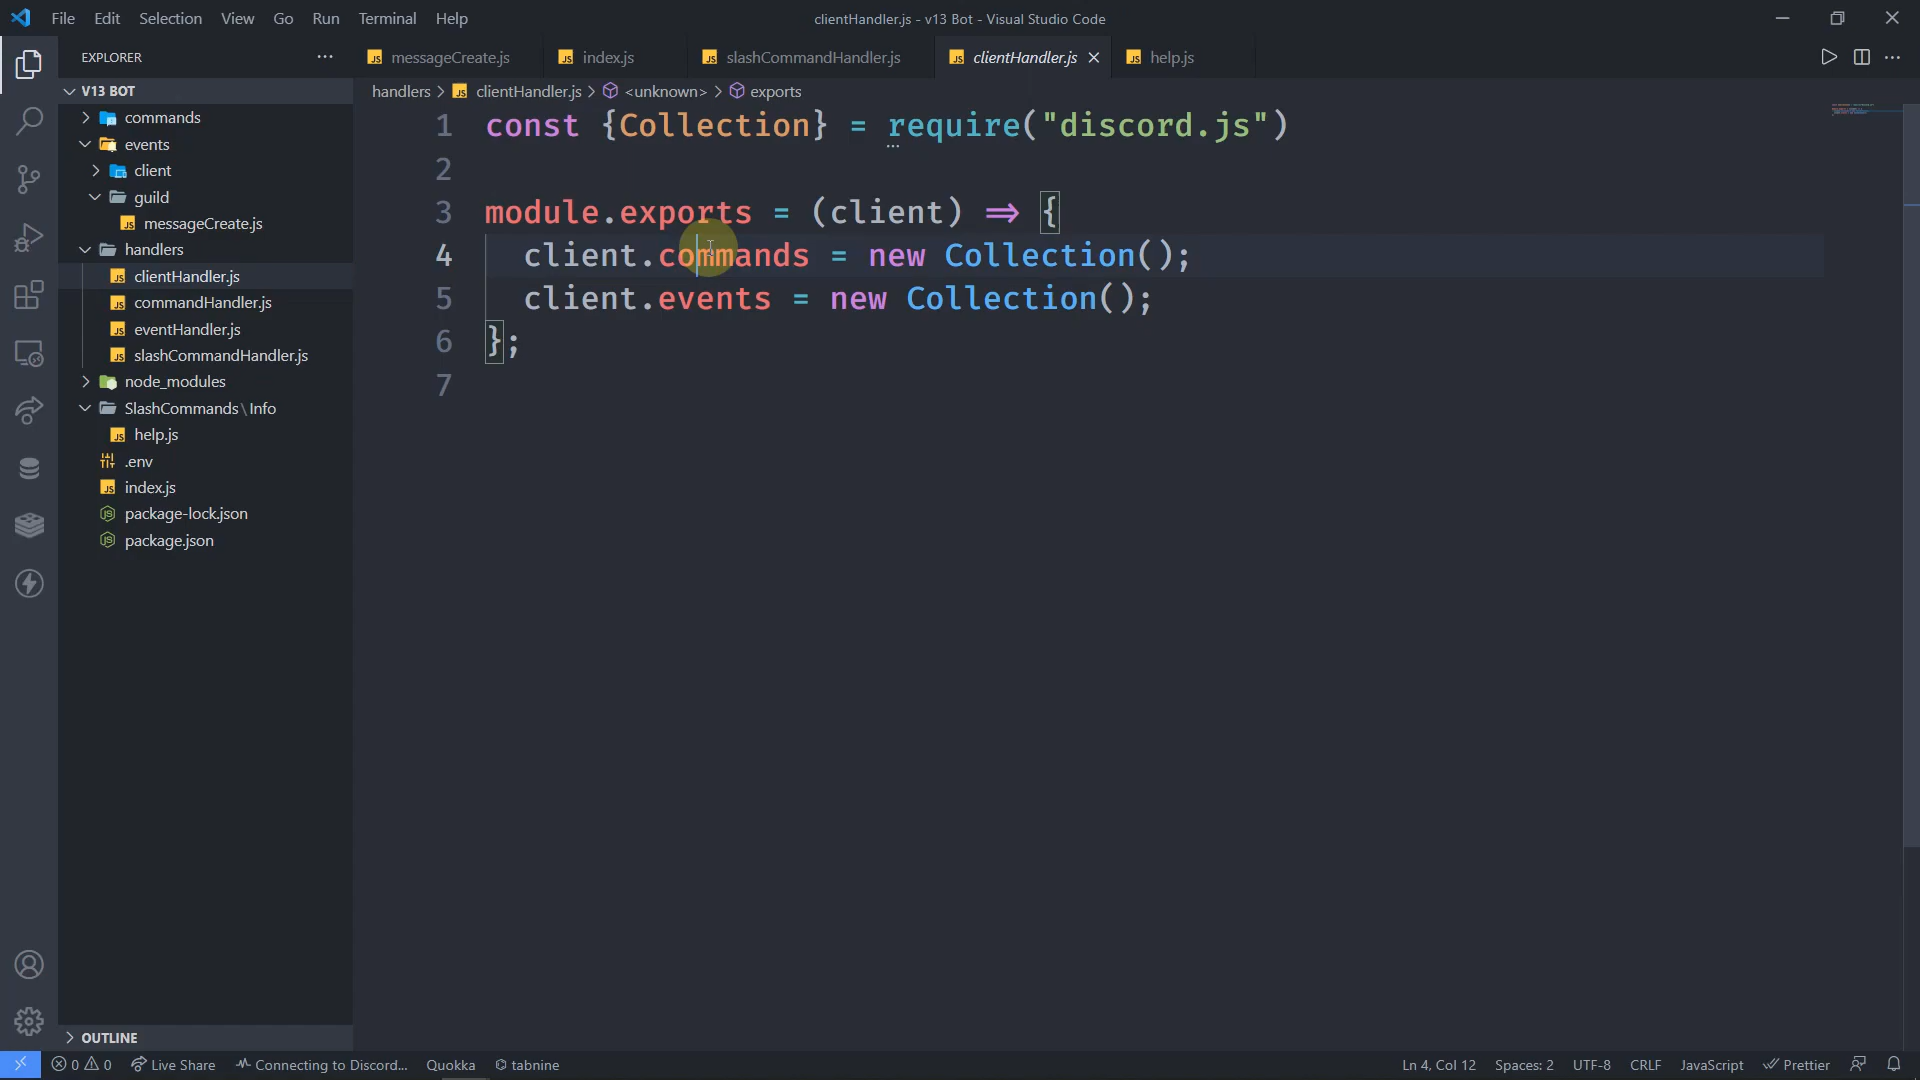 File Edit Selection View Go Run Terminal Help
clientHandler.js - v13 Bot - Visual Studio Code
EXPLORER
V13 BOT
commands
events
client
guild
messageCreate.js
handlers
clientHandler.js
commandHandler.js
eventHandler.js
slashCommandHandler.js
node_modules
SlashCommands\Info
help.js
.env
index.js
package-lock.json
package.json
OUTLINE
messageCreate.js index.js slashCommandHandler.js clientHandler.js help.js
handlers > clientHandler.js > <unknown> > exports
1 const {Collection} = require("discord.js")
2
3 module.exports = (client) => {
4 client.commands = new Collection();
5 client.events = new Collection();
6 };
7
0 0 Live Share Connecting to Discord... Quokka tabnine
Ln 4, Col 12 Spaces: 2 UTF-8 CRLF JavaScript Prettier